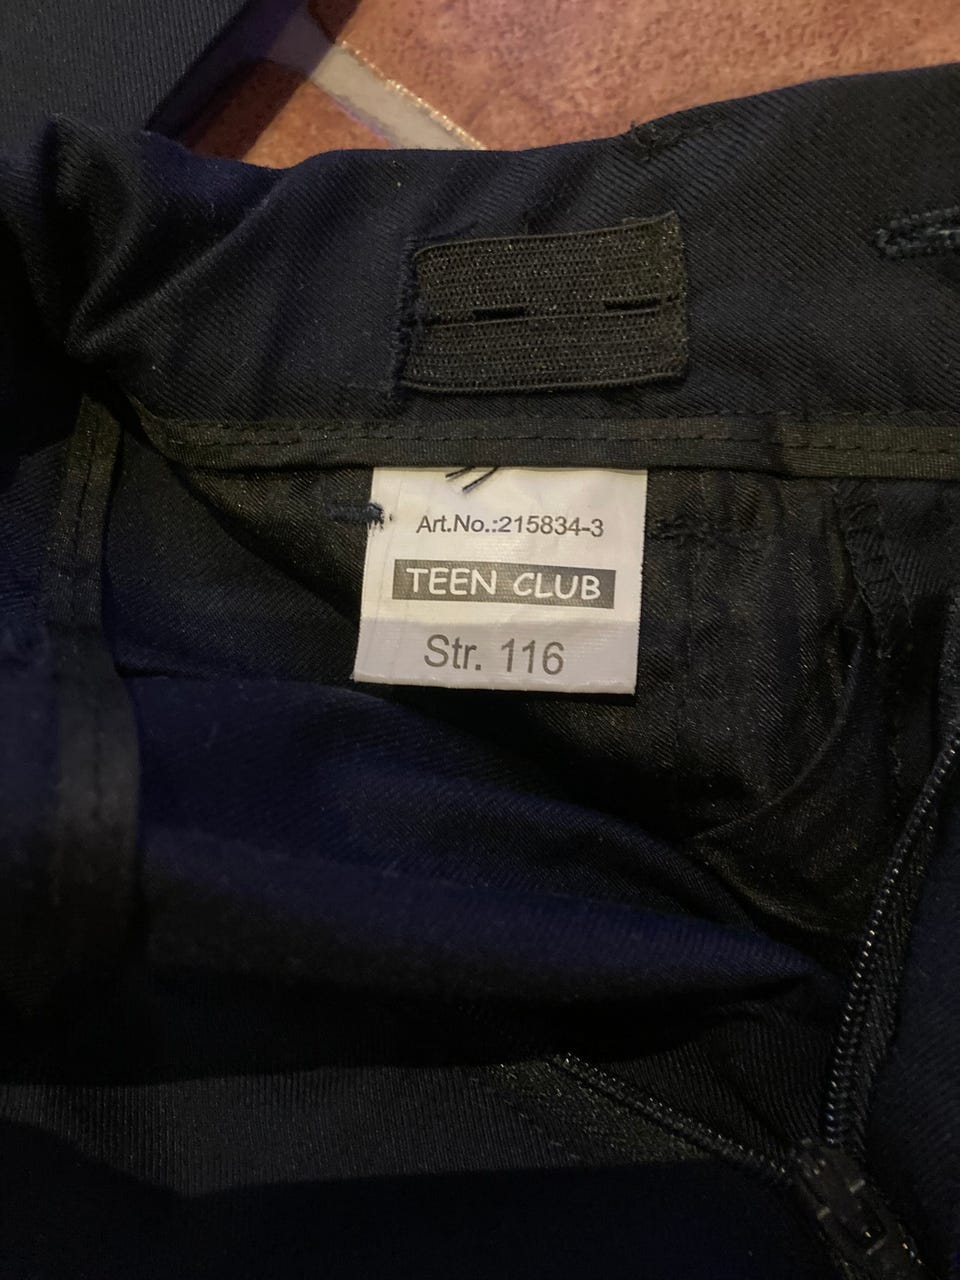 Art.No.:215834-3
TEEN CLUB
Str. 116